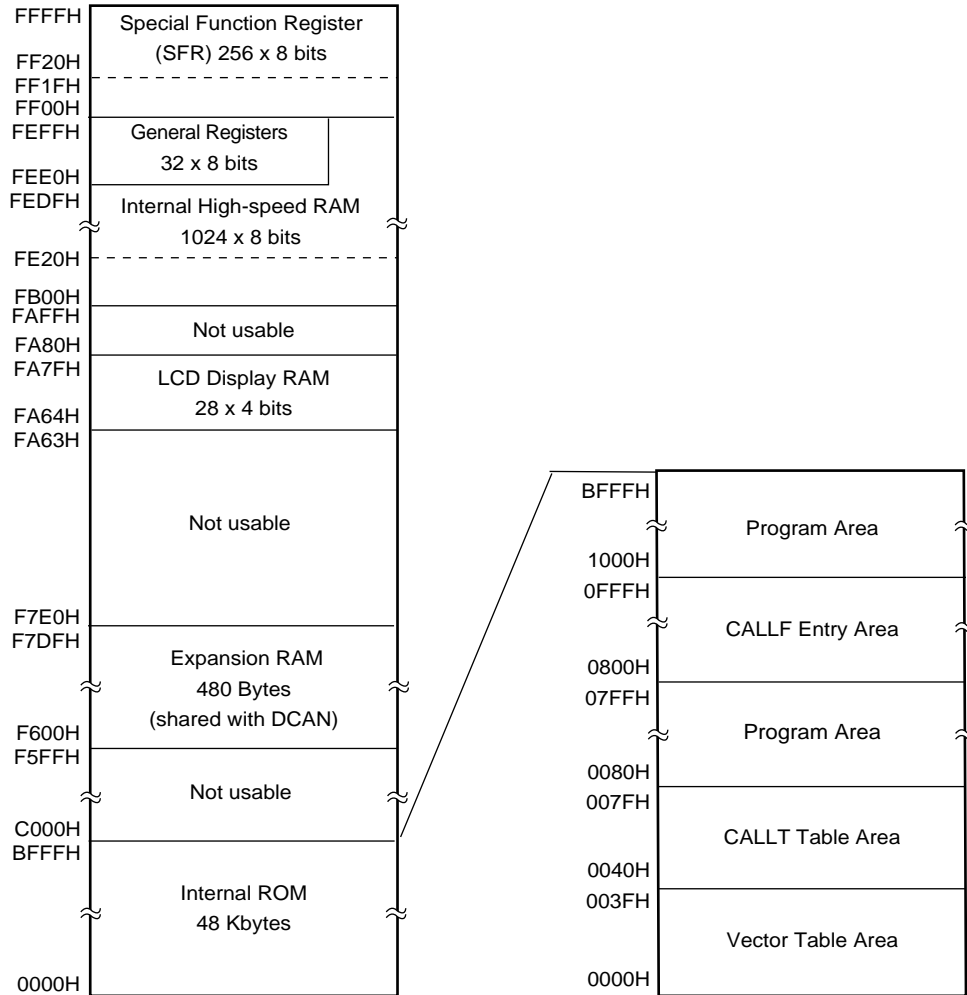 FFFFH
Special Function Register
(SFR) 256 x 8 bits
FF20H
FF1FH
FF00H
FEFFH
General Registers
32 x 8 bits
FEE0H
FEDFH
Internal High-speed RAM
1024 x 8 bits
FE20H
FB00H
FAFFH
Not usable
FA80H
FA7FH
LCD Display RAM
28 x 4 bits
FA64H
FA63H
Not usable
F7E0H
F7DFH
Expansion RAM
480 Bytes
(shared with DCAN)
F600H
F5FFH
Not usable
C000H
BFFFH
Internal ROM
48 Kbytes
0000H
BFFFH
Program Area
1000H
0FFFH
CALLF Entry Area
0800H
07FFH
Program Area
0080H
007FH
CALLT Table Area
0040H
003FH
Vector Table Area
0000H